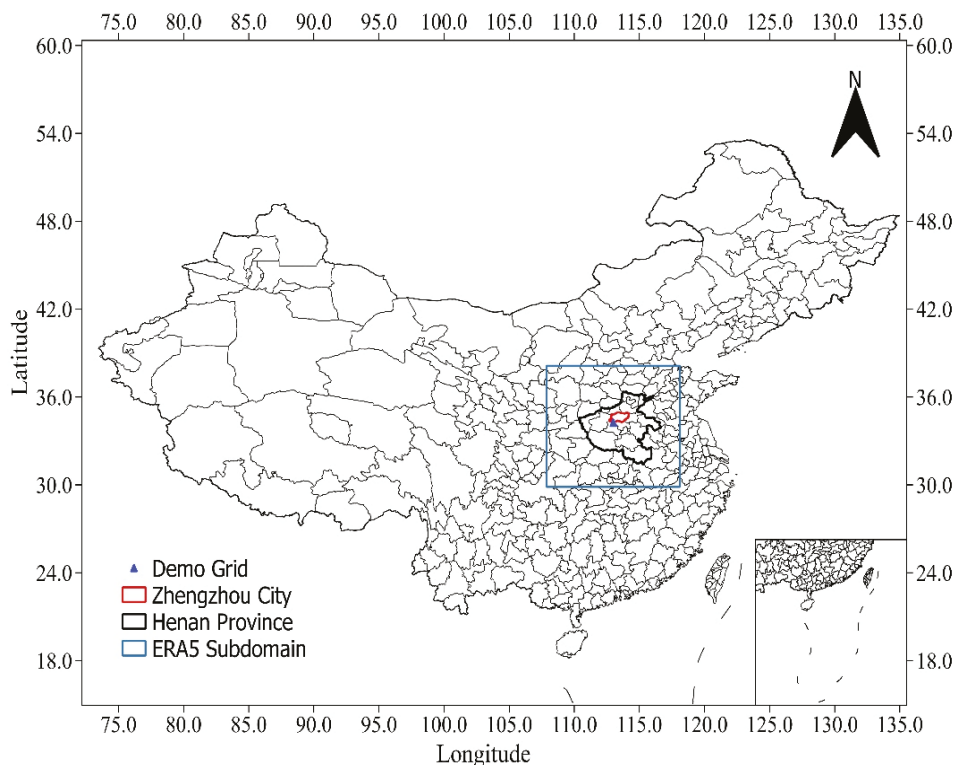 75.0 80.0 85.0 90.0 95.0 100.0 105.0 110.0 115.0 120.0 125.0 130.0 135.0
60.0 60.0
N
54.0 54.0
48.0 48.0
42.0 42.0
Latitude
36.0 36.0
30.0 30.0
24.0 24.0
Demo Grid
Zhengzhou City
Henan Province
ERA5 Subdomain
18.0 18.0
75.0 80.0 85.0 90.0 95.0 100.0 105.0 110.0 115.0 120.0 125.0 130.0 135.0
Longitude